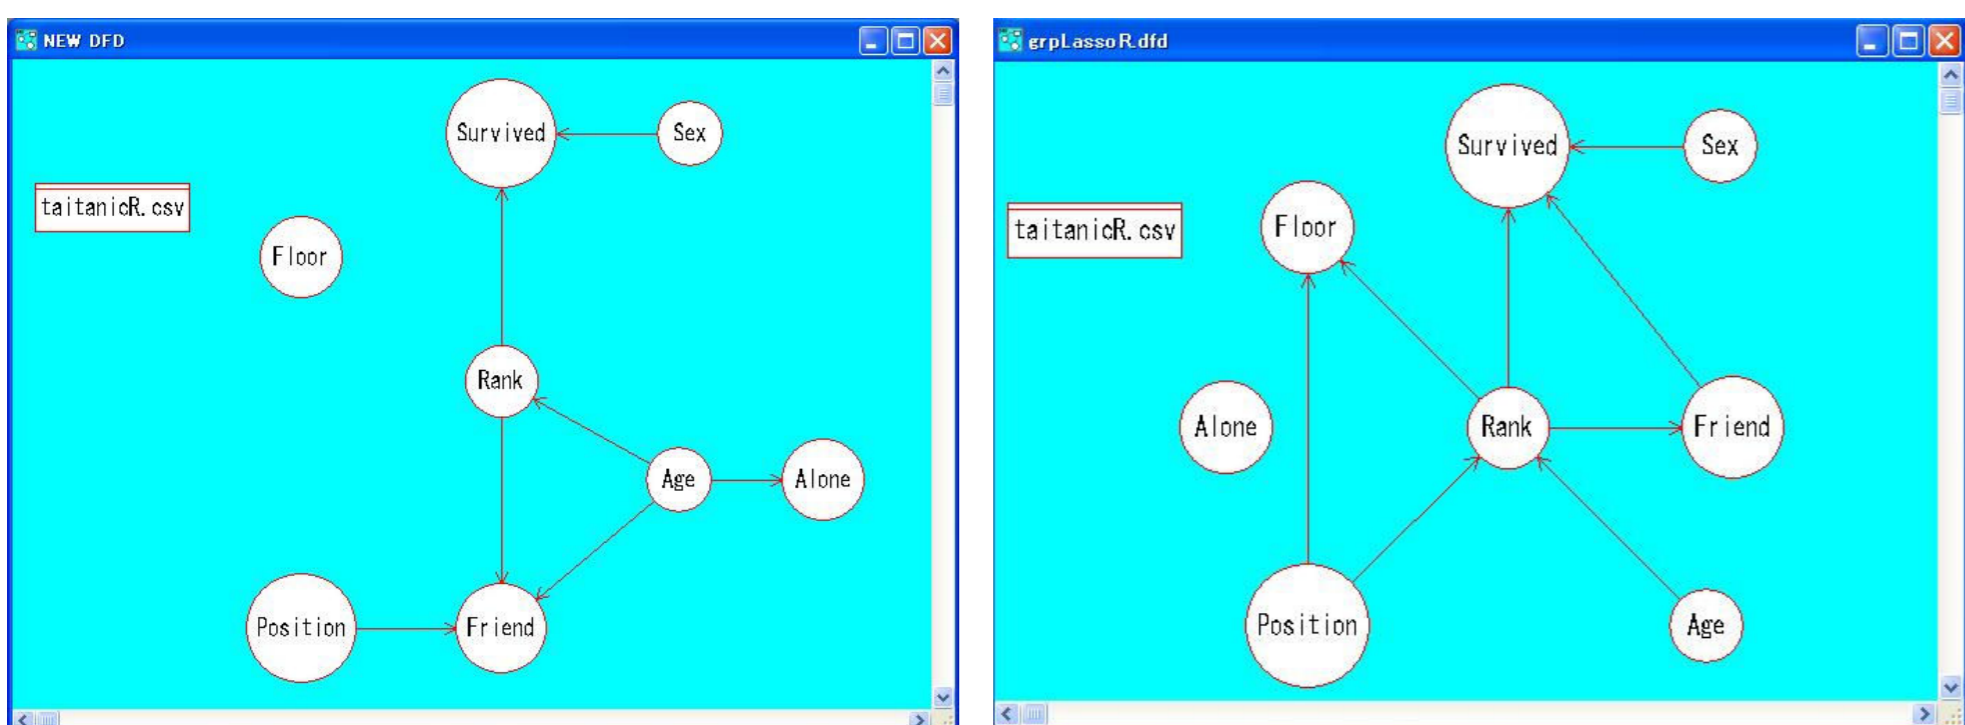 NEW DFD
Survived
Sex
taitanicR.csv
Floor
Rank
Age
Alone
Position
Friend
grpLassoR.dfd
Survived
Sex
Floor
taitanicR.csv
Alone
Rank
Friend
Position
Age